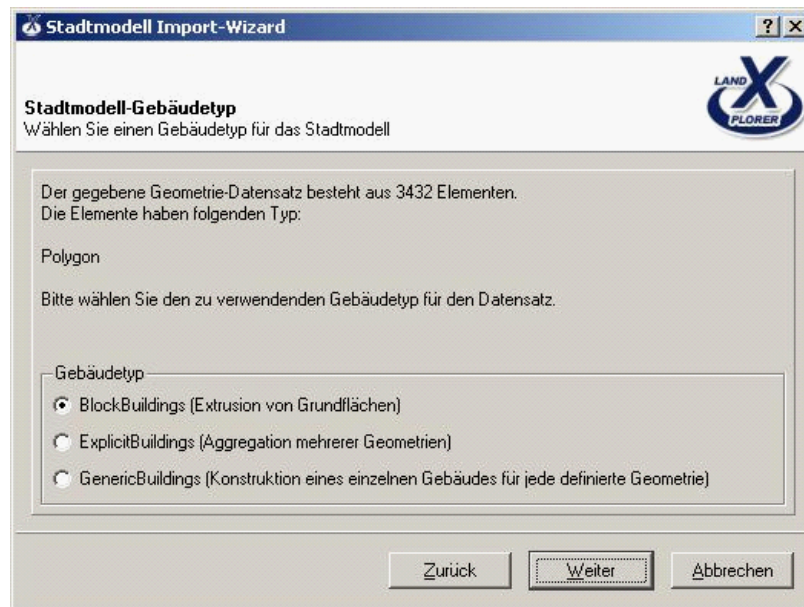 Stadtmodell Import-Wizard
Stadtmodell-Gebäudetyp
Wählen Sie einen Gebäudetyp für das Stadtmodell
LAND
X
PLORER
Der gegebene Geometrie-Datensatz besteht aus 3432 Elementen.
Die Elemente haben folgenden Typ:
Polygon
Bitte wählen Sie den zu verwendenden Gebäudetyp für den Datensatz.
Gebäudetyp
BlockBuildings (Extrusion von Grundflächen)
ExplicitBuildings (Aggregation mehrerer Geometrien)
GenericBuildings (Konstruktion eines einzelnen Gebäudes für jede definierte Geometrie)
Zurück Weiter Abbrechen